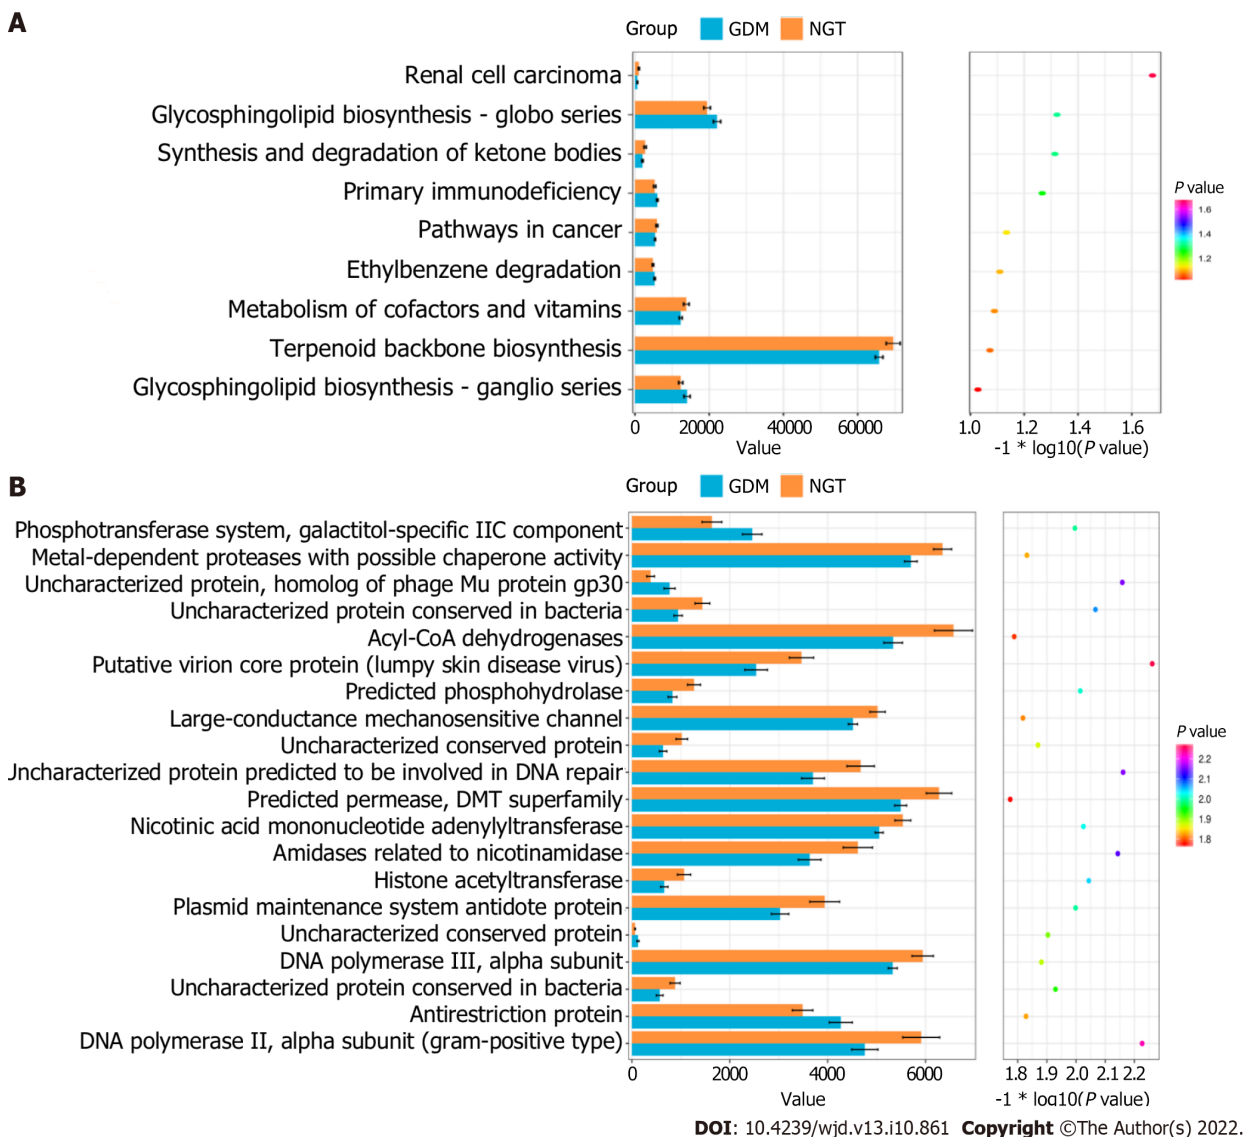 A
Group GDM NGT
Renal cell carcinoma
Glycosphingolipid biosynthesis - globo series
Synthesis and degradation of ketone bodies
Primary immunodeficiency
Pathways in cancer
Ethylbenzene degradation
Metabolism of cofactors and vitamins
Terpenoid backbone biosynthesis
Glycosphingolipid biosynthesis - ganglio series
0 20000 40000 60000
Value
1.0 1.2 1.4 1.6
-1 * log10(P value)
P value
1.6
1.4
1.2
B
Group GDM NGT
Phosphotransferase system, galactitol-specific IIC component
Metal-dependent proteases with possible chaperone activity
Uncharacterized protein, homolog of phage Mu protein gp30
Uncharacterized protein conserved in bacteria
Acyl-CoA dehydrogenases
Putative virion core protein (lumpy skin disease virus)
Predicted phosphohydrolase
Large-conductance mechanosensitive channel
Uncharacterized conserved protein
Uncharacterized protein predicted to be involved in DNA repair
Predicted permease, DMT superfamily
Nicotinic acid mononucleotide adenylyltransferase
Amidases related to nicotinamidase
Histone acetyltransferase
Plasmid maintenance system antidote protein
Uncharacterized conserved protein
DNA polymerase III, alpha subunit
Uncharacterized protein conserved in bacteria
Antirestriction protein
DNA polymerase II, alpha subunit (gram-positive type)
0 2000 4000 6000
Value
1.8 1.9 2.0 2.1 2.2
-1 * log10(P value)
P value
2.2
2.1
2.0
1.9
1.8
DOI: 10.4239/wjd.v13.i10.861 Copyright ©The Author(s) 2022.